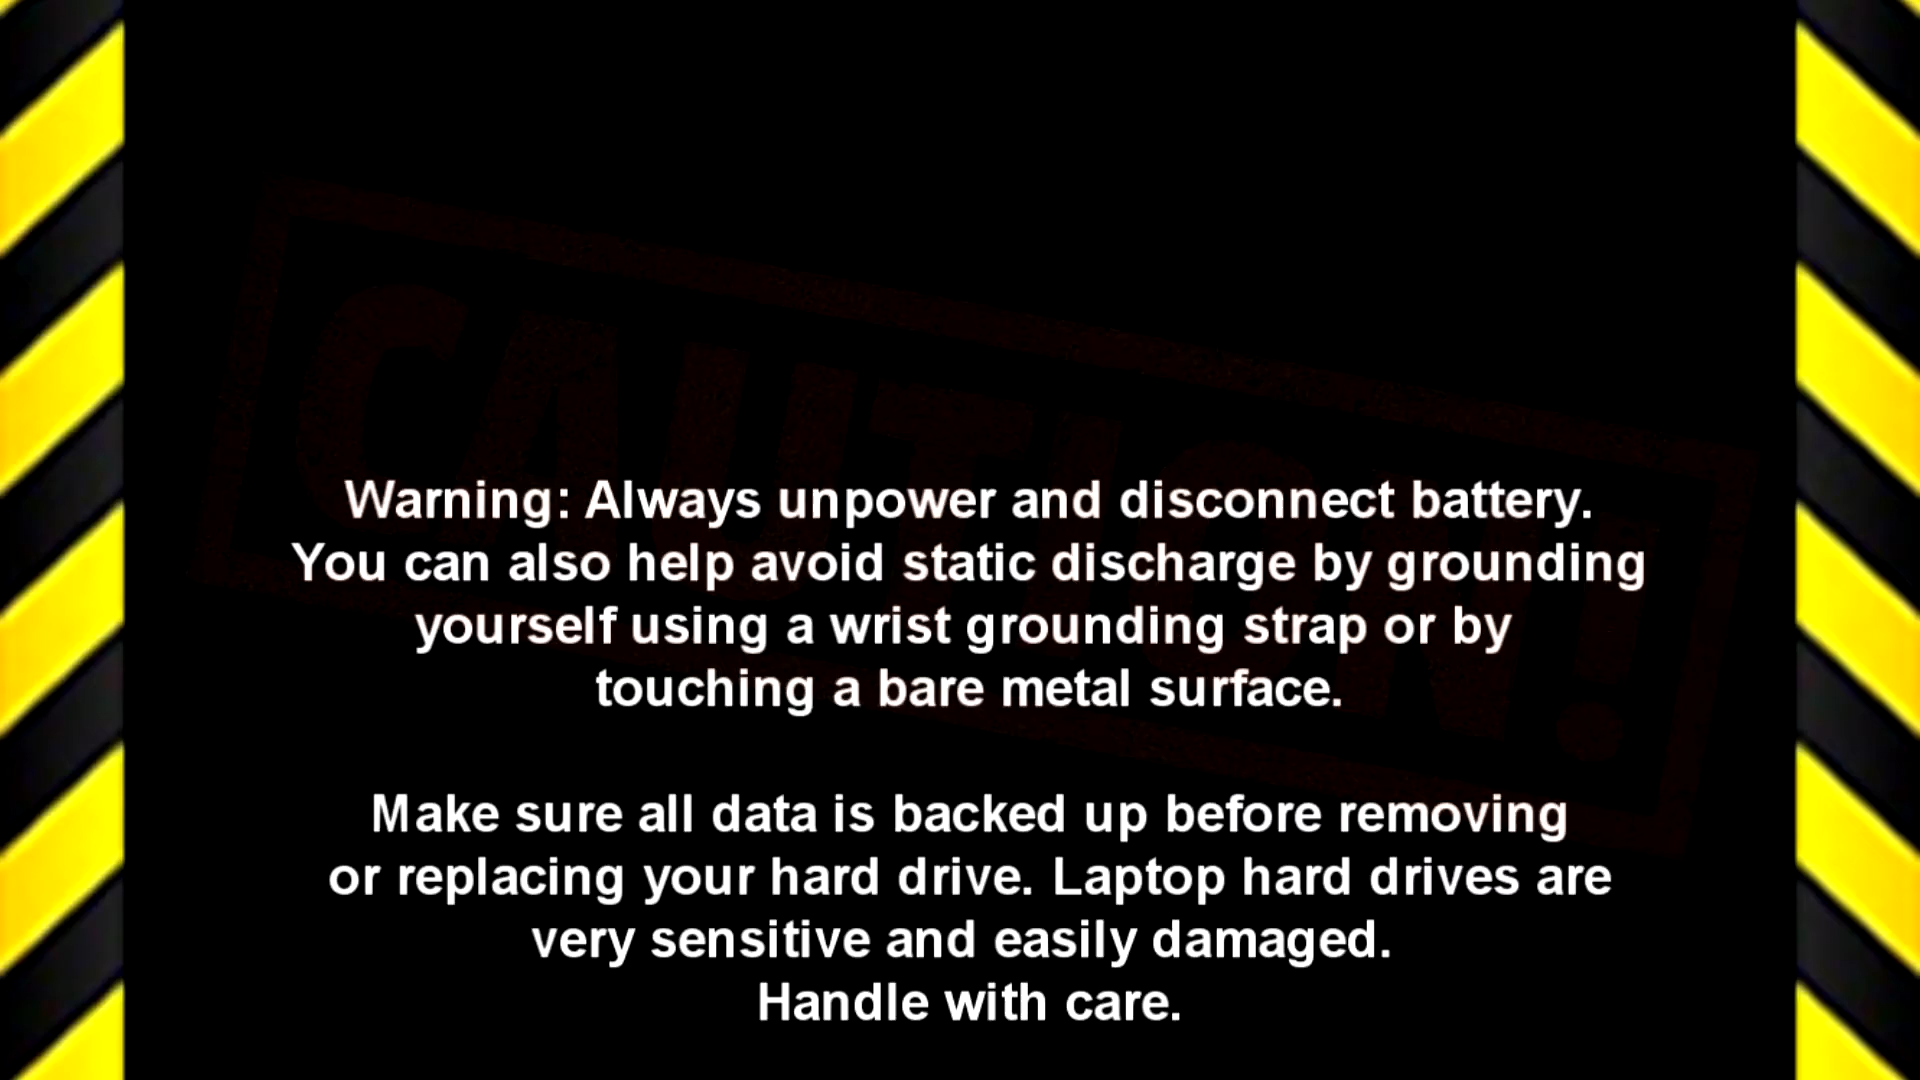 CAUTION!
Warning: Always unpower and disconnect battery.
You can also help avoid static discharge by grounding
yourself using a wrist grounding strap or by
touching a bare metal surface.
Make sure all data is backed up before removing
or replacing your hard drive. Laptop hard drives are
very sensitive and easily damaged.
Handle with care.